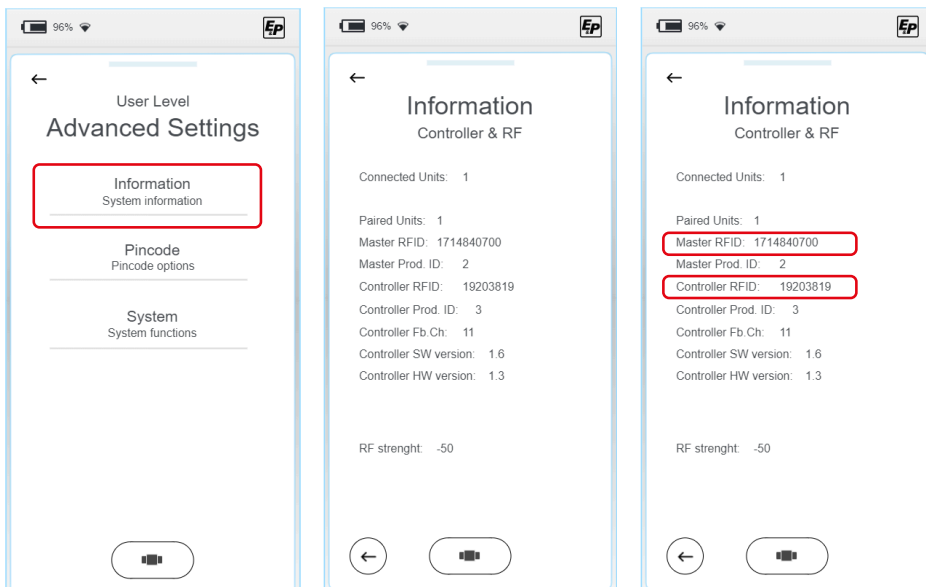 96%
EP
User Level
Advanced Settings
Information
System information
Pincode
Pincode options
System
System functions
96%
EP
Information
Controller & RF
Connected Units: 1
Paired Units: 1
Master RFID: 1714840700
Master Prod. ID: 2
Controller RFID: 19203819
Controller Prod. ID: 3
Controller Fb.Ch: 11
Controller SW version: 1.6
Controller HW version: 1.3
RF strenght: -50
96%
EP
Information
Controller & RF
Connected Units: 1
Paired Units: 1
Master RFID: 1714840700
Master Prod. ID: 2
Controller RFID: 19203819
Controller Prod. ID: 3
Controller Fb.Ch: 11
Controller SW version: 1.6
Controller HW version: 1.3
RF strenght: -50